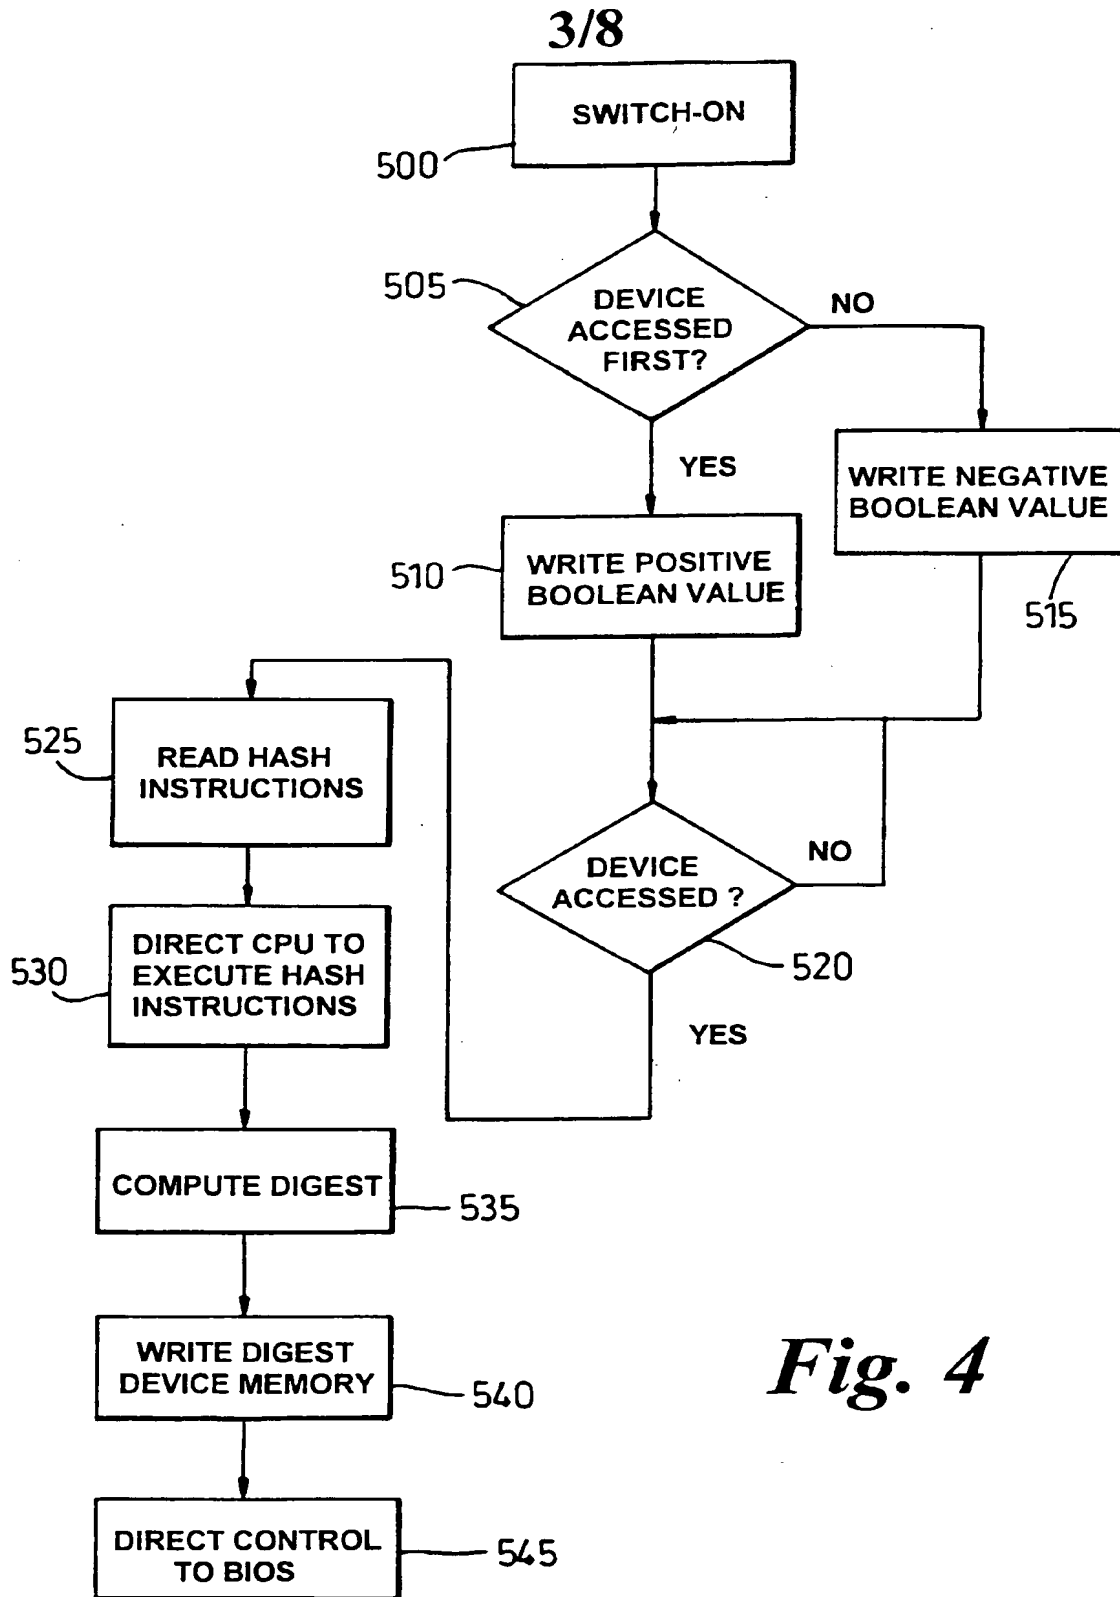 3/8
SWITCH-ON
500
505
DEVICE
ACCESSED
FIRST?
NO
YES
WRITE NEGATIVE
BOOLEAN VALUE
515
510
WRITE POSITIVE
BOOLEAN VALUE
525
READ HASH
INSTRUCTIONS
DEVICE
ACCESSED ?
NO
520
YES
530
DIRECT CPU TO
EXECUTE HASH
INSTRUCTIONS
COMPUTE DIGEST
535
WRITE DIGEST
DEVICE MEMORY
540
DIRECT CONTROL
TO BIOS
545
Fig. 4